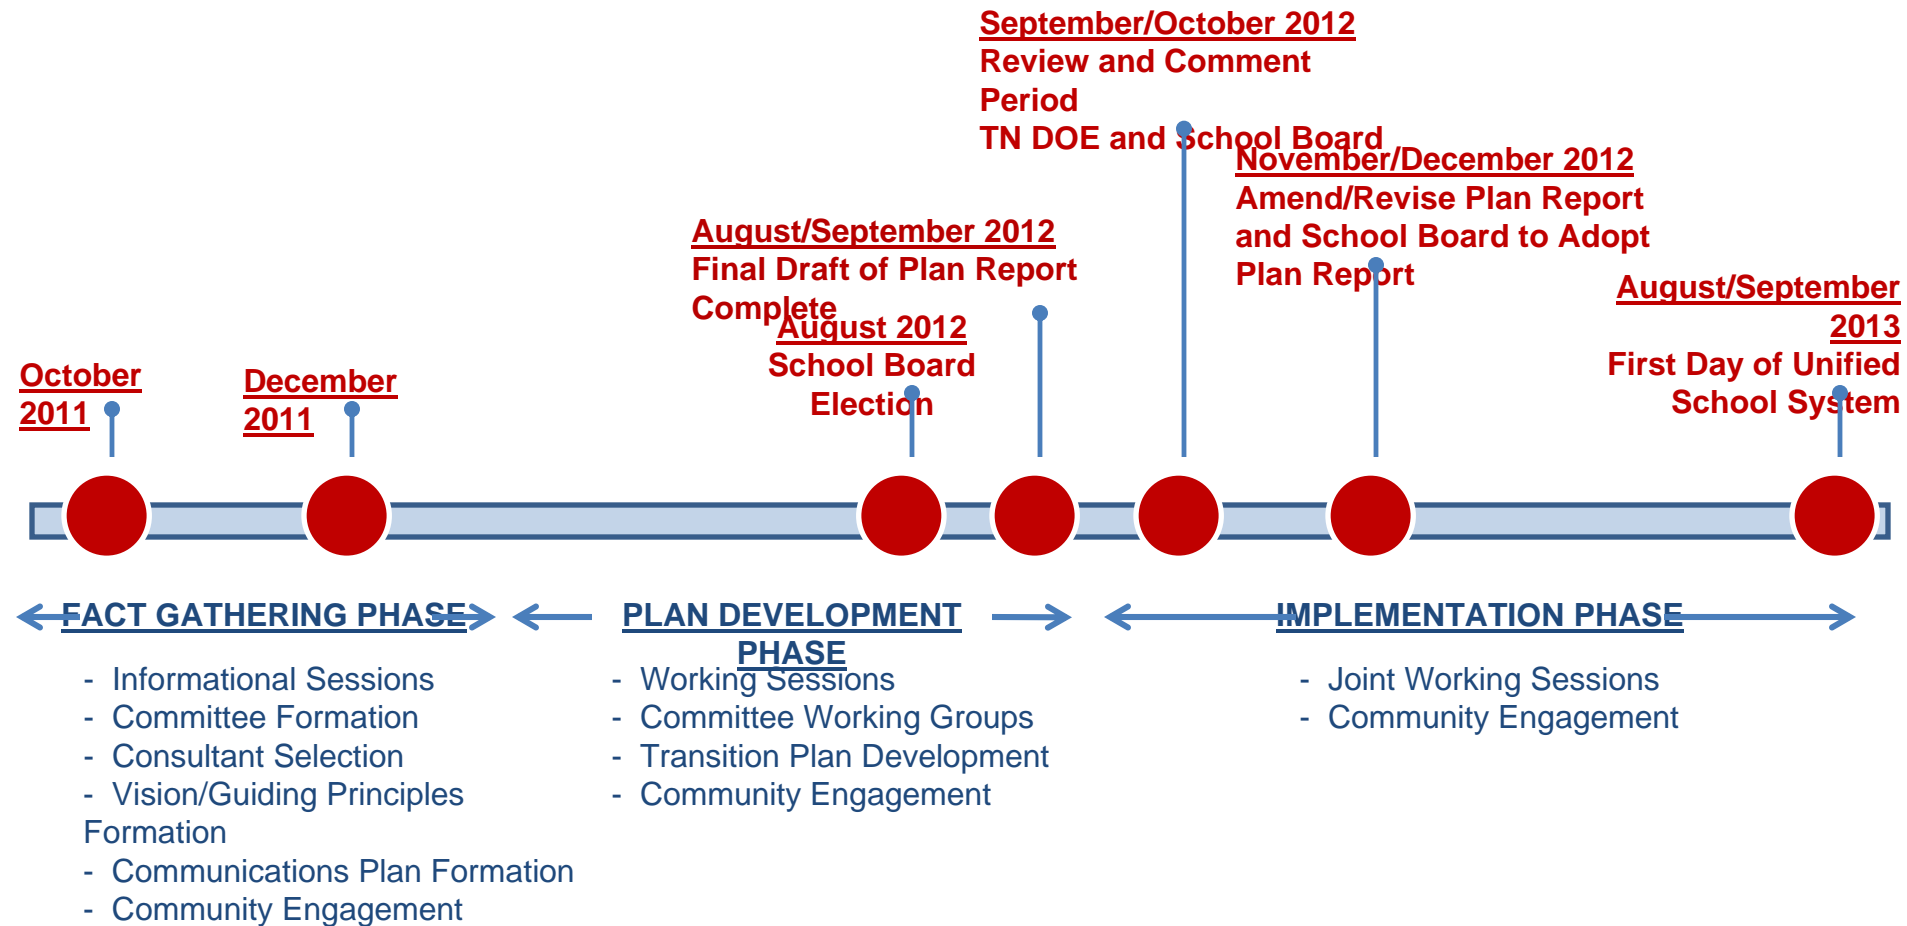 September/October 2012
Review and Comment
Period
TN DOE and School Board
November/December 2012
Amend/Revise Plan Report
and School Board to Adopt
Plan Report
August/September 2012
Final Draft of Plan Report
Complete
August 2012
School Board
Election
August/September
2013
First Day of Unified
School System
October
2011
December
2011
FACT GATHERING PHASE
- Informational Sessions
- Committee Formation
- Consultant Selection
- Vision/Guiding Principles
Formation
- Communications Plan Formation
- Community Engagement
PLAN DEVELOPMENT
PHASE
- Working Sessions
- Committee Working Groups
- Transition Plan Development
- Community Engagement
IMPLEMENTATION PHASE
- Joint Working Sessions
- Community Engagement